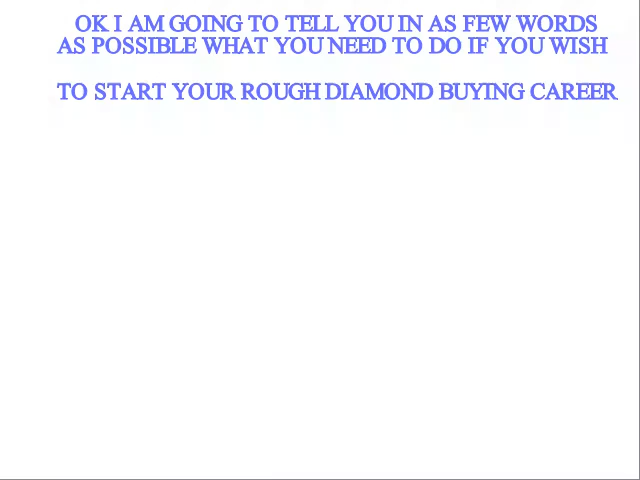 OK I AM GOING TO TELL YOU IN AS FEW WORDS
AS POSSIBLE WHAT YOU NEED TO DO IF YOU WISH
TO START YOUR ROUGH DIAMOND BUYING CAREER